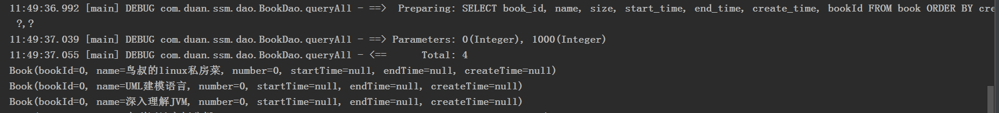 11:49:36.992 [main] DEBUG com.duan.ssm.dao.BookDao.queryAll - ==>  Preparing: SELECT book_id, name, size, start_time, end_time, create_time, bookId FROM book ORDER BY cre
?,?
11:49:37.039 [main] DEBUG com.duan.ssm.dao.BookDao.queryAll - ==> Parameters: 0(Integer), 1000(Integer)
11:49:37.055 [main] DEBUG com.duan.ssm.dao.BookDao.queryAll - <==      Total: 4
Book(bookId=0, name=鸟叔的linux私房菜, number=0, startTime=null, endTime=null, createTime=null)
Book(bookId=0, name=UML建模语言, number=0, startTime=null, endTime=null, createTime=null)
Book(bookId=0, name=深入理解JVM, number=0, startTime=null, endTime=null, createTime=null)